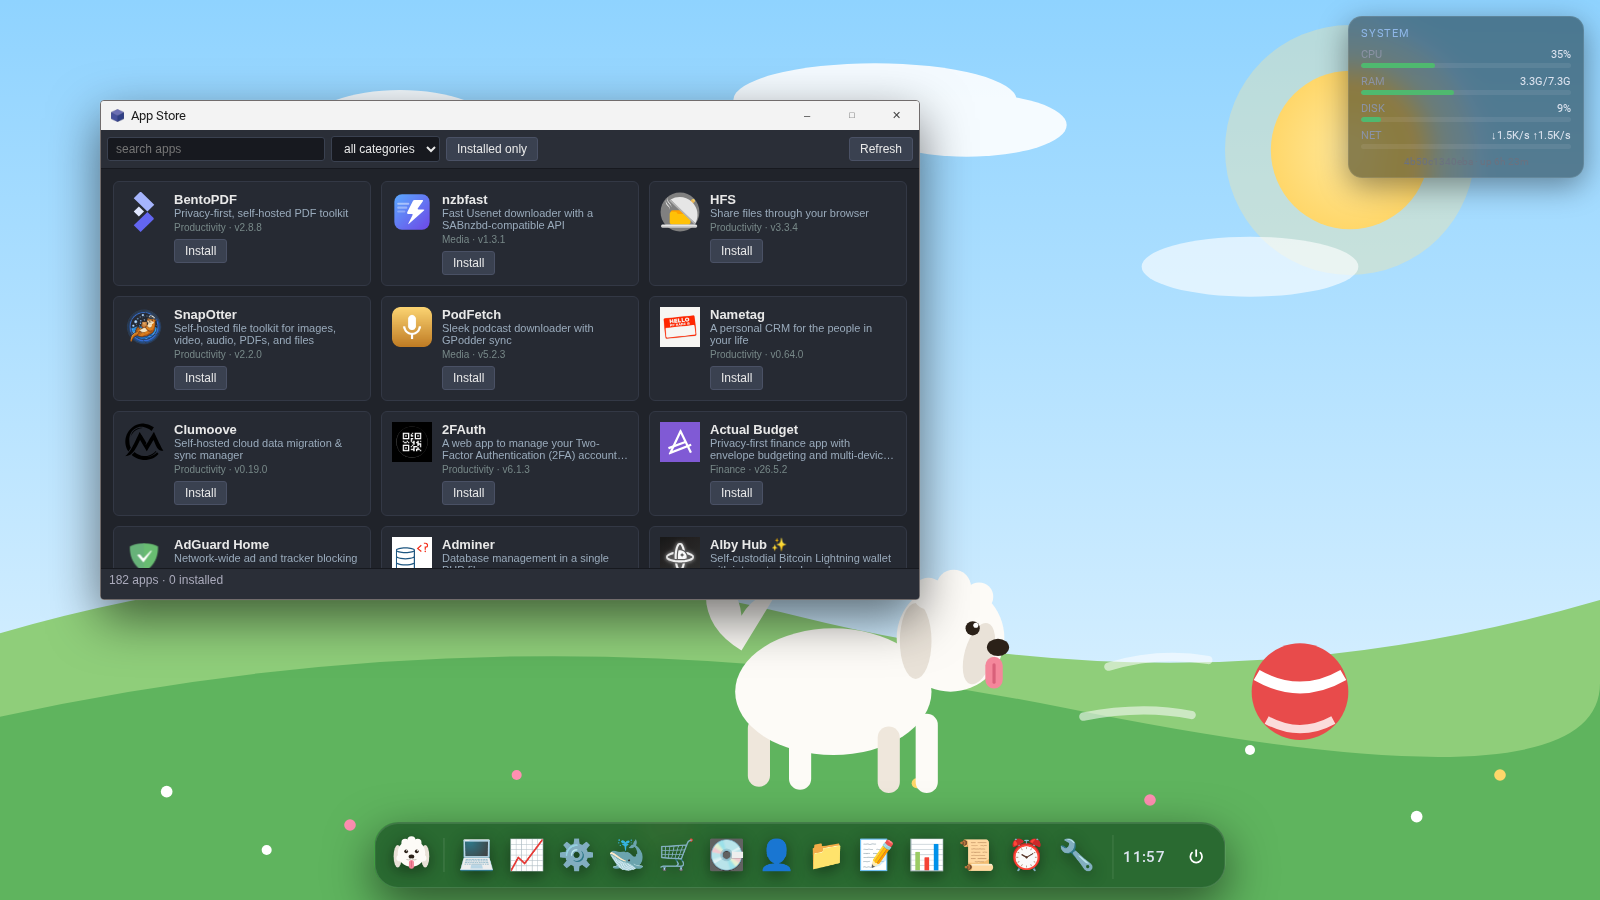 App Store
search apps
all categories
Installed only
Refresh
BentoPDF
Privacy-first, self-hosted PDF toolkit
Productivity · v2.8.8
Install
nzbfast
Fast Usenet downloader with a
SABnzbd-compatible API
Media · v1.3.1
Install
HFS
Share files through your browser
Productivity · v3.3.4
Install
SnapOtter
Self-hosted file toolkit for images,
video, audio, PDFs, and files
Productivity · v2.2.0
Install
PodFetch
Sleek podcast downloader with
GPodder sync
Media · v5.2.3
Install
HELLO
Nametag
A personal CRM for the people in
your life
Productivity · v0.64.0
Install
Clumoove
Self-hosted cloud data migration &
sync manager
Productivity · v0.19.0
Install
2FAuth
A web app to manage your Two-
Factor Authentication (2FA) account…
Productivity · v6.1.3
Install
Actual Budget
Privacy-first finance app with
envelope budgeting and multi-devic…
Finance · v26.5.2
Install
AdGuard Home
Network-wide ad and tracker blocking
Adminer
Database management in a single
Alby Hub ✨
Self-custodial Bitcoin Lightning wallet
182 apps · 0 installed
SYSTEM
CPU 35%
RAM 3.3G/7.3G
DISK 9%
NET ↓1.5K/s ↑1.5K/s
11:57